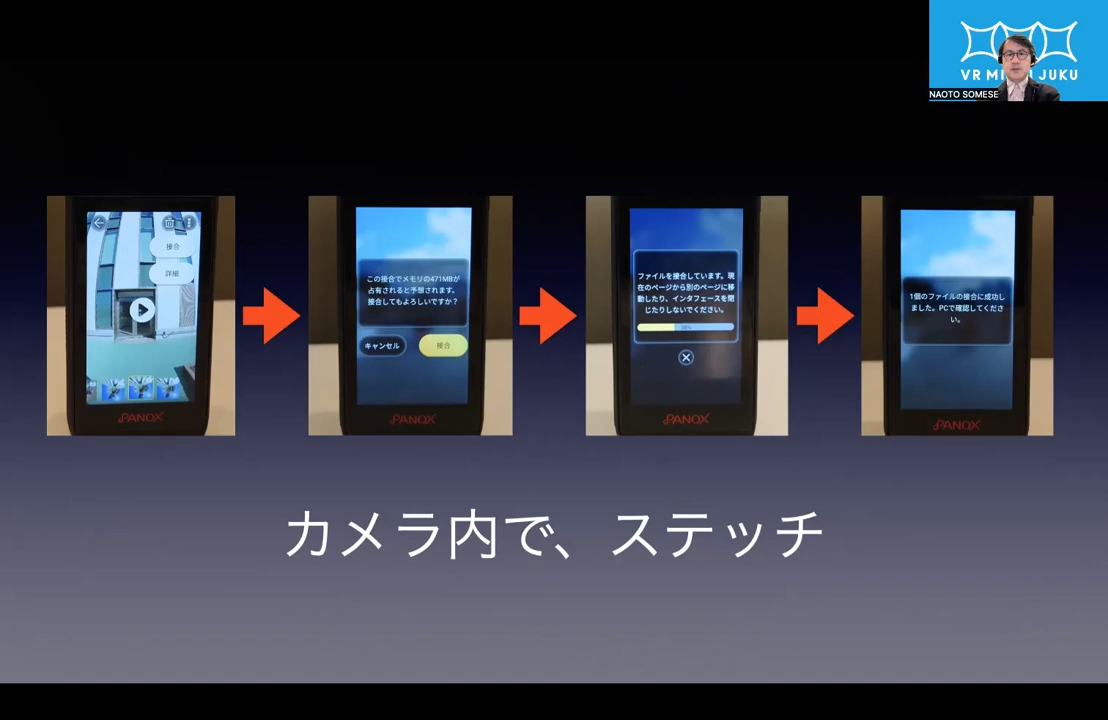 VR MI JUKU
NAOTO SOMESE
接合
詳細
PANOX
この接合でメモリの471MBが
占有されると予想されます。
接合してもよろしいですか？
キャンセル
接合
PANOX
ファイルを接合しています。現
在のページから別のページに移
動したり、インタフェースを閉
じたりしないでください。
PANOX
1個のファイルの接合に成功し
ました。PCで確認してくださ
い。
PANOX
カメラ内で、ステッチ